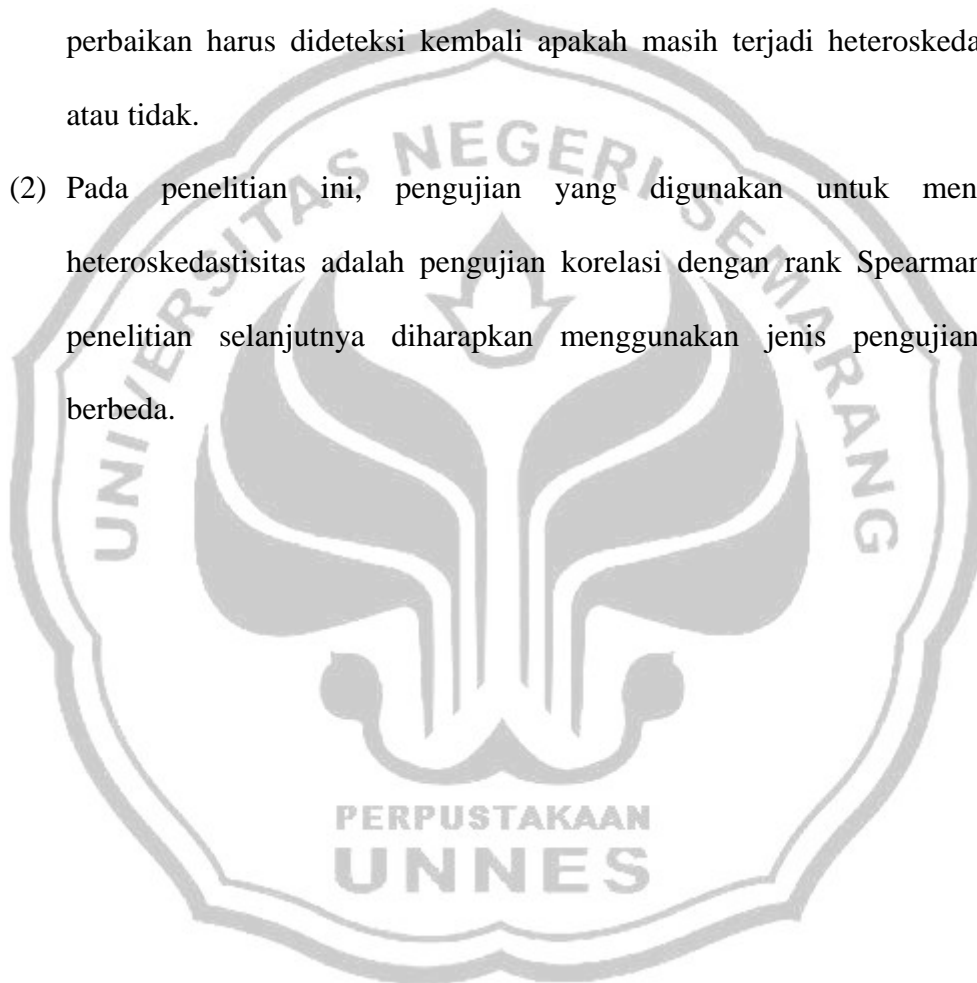 perbaikan harus dideteksi kembali apakah masih terjadi heteroskeda
atau tidak.
(2) Pada penelitian ini, pengujian yang digunakan untuk men
heteroskedastisitas adalah pengujian korelasi dengan rank Spearman
penelitian selanjutnya diharapkan menggunakan jenis pengujian
berbeda.
UNIVERSITAS NEGERI SEMARANG
PERPUSTAKAAN
UNNES